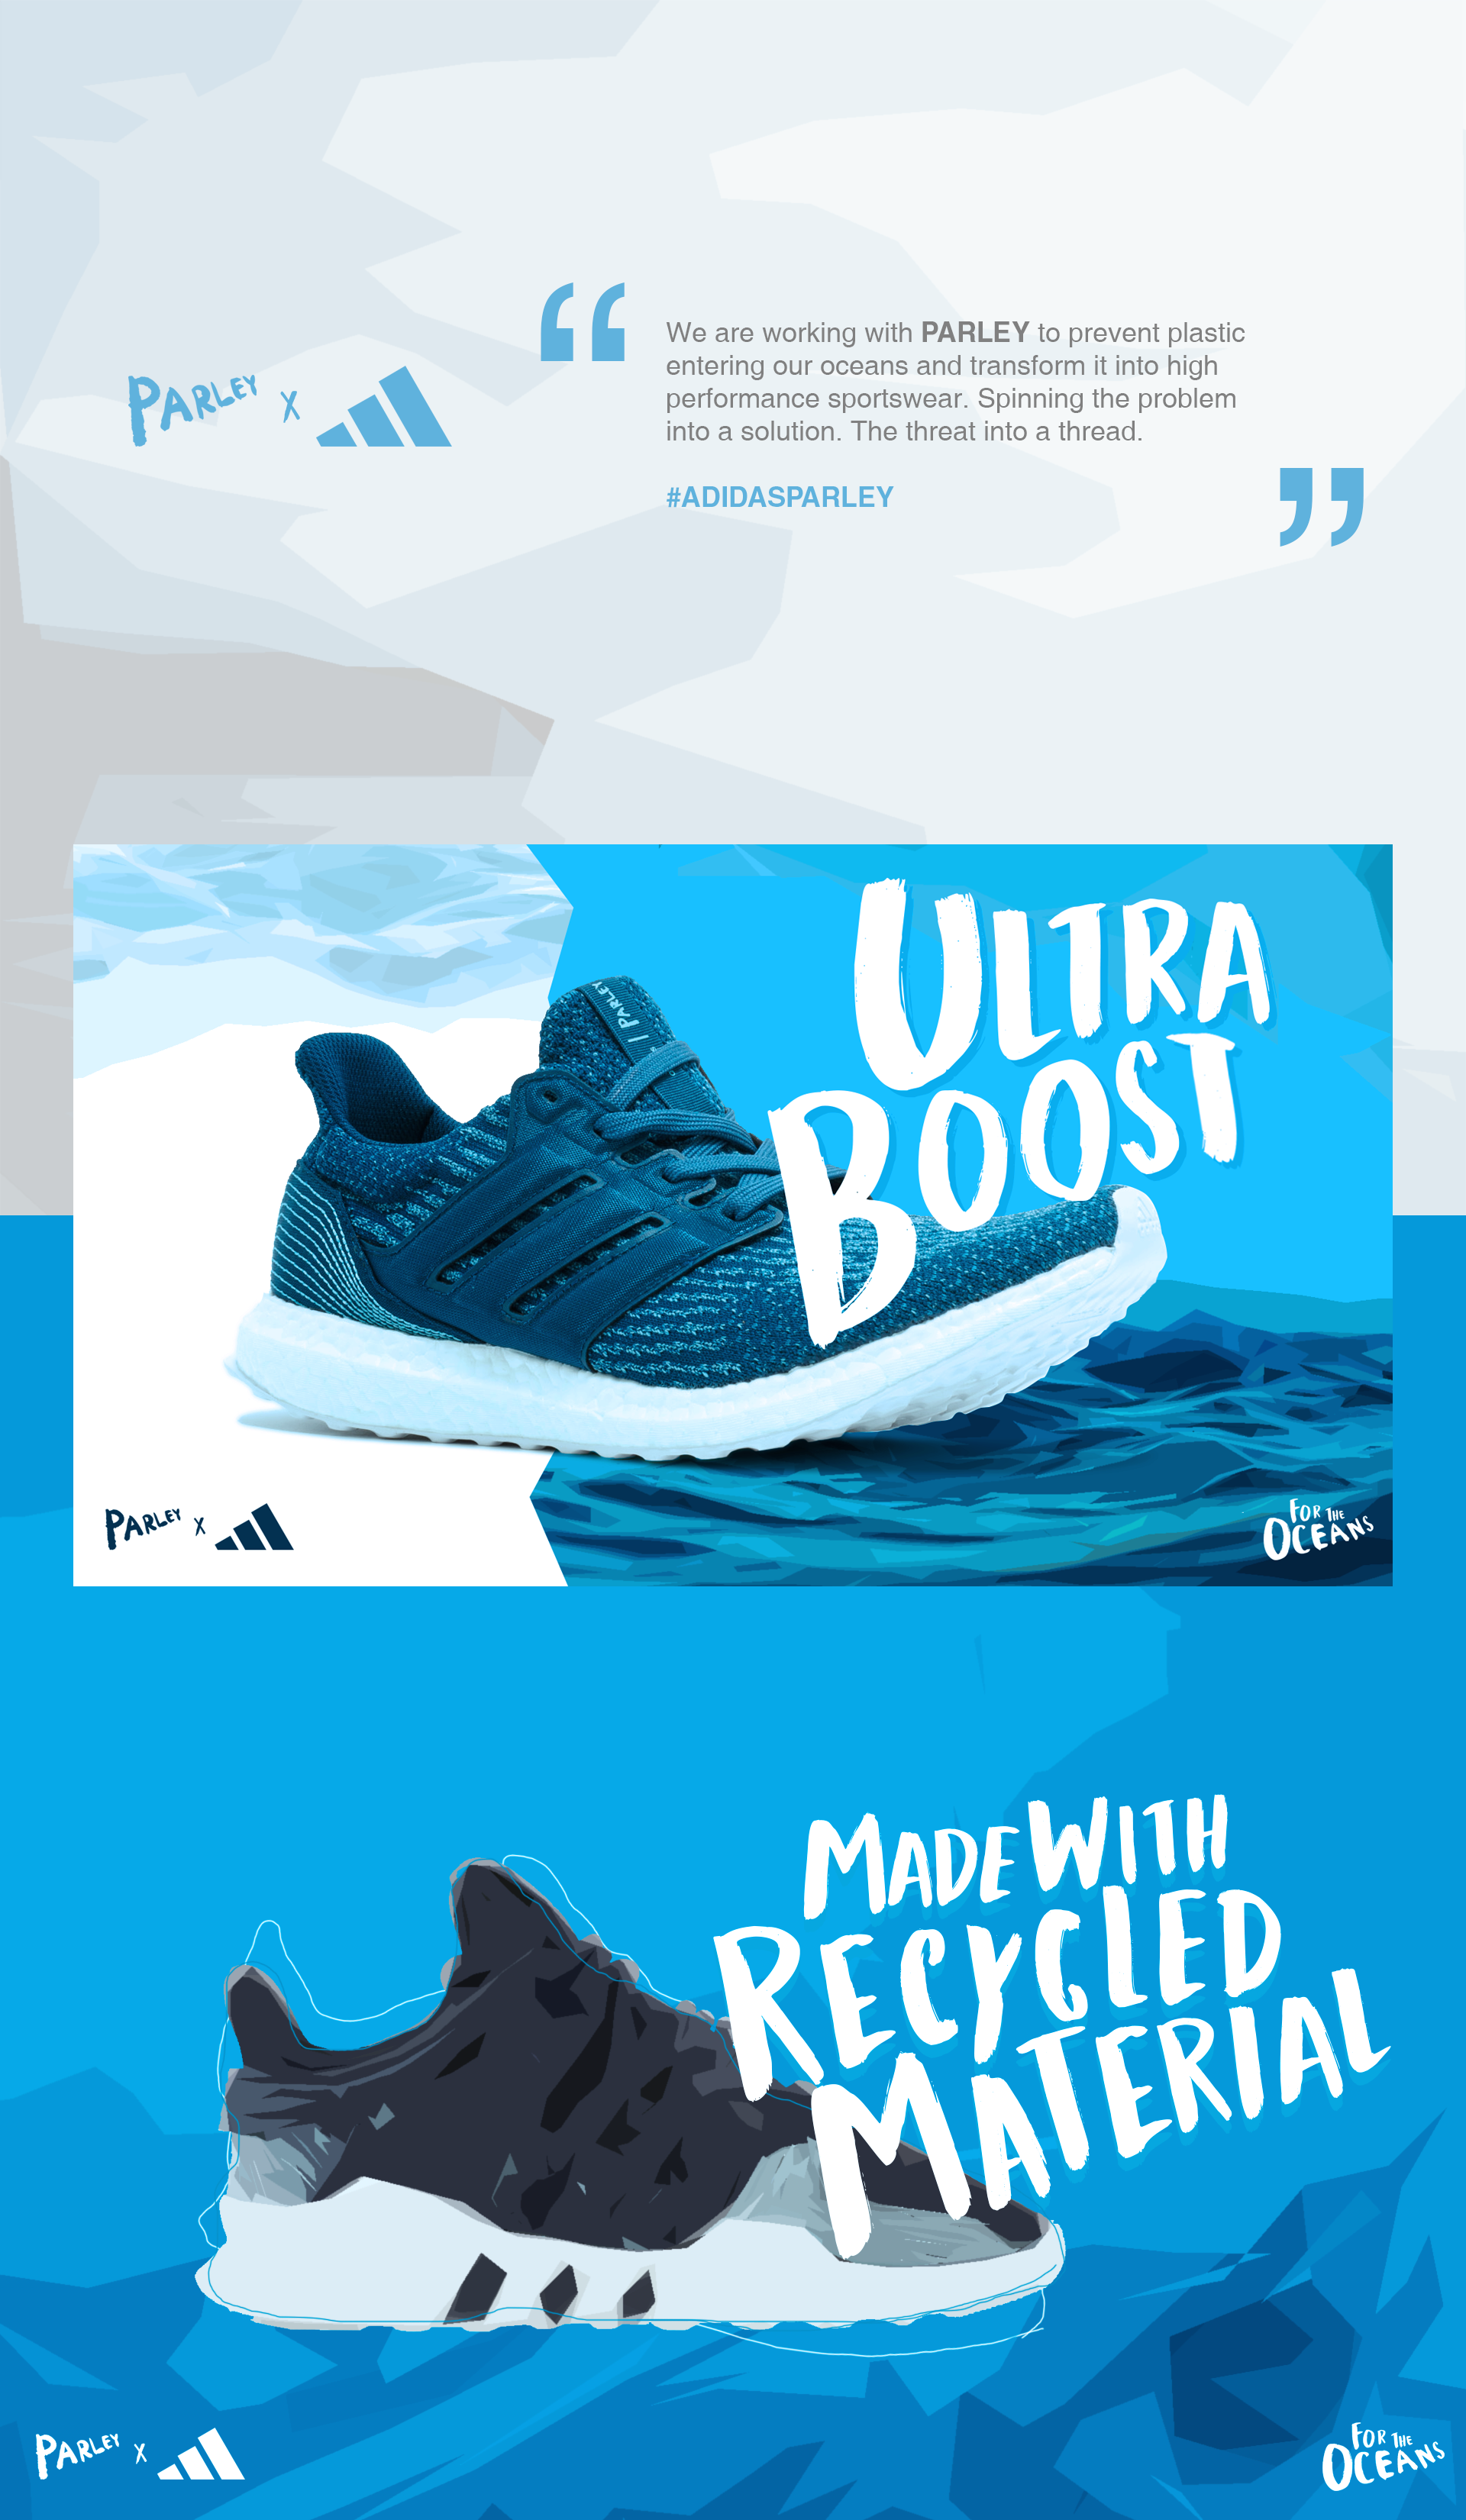 PARLEY X
“
We are working with PARLEY to prevent plastic
entering our oceans and transform it into high
performance sportswear. Spinning the problem
into a solution. The threat into a thread.
#ADIDASPARLEY
”
ULTRA
BOOST
PARLEY
PARLEY X
FOR THE
OCEANS
MADE WITH
RECYCLED
MATERIAL
PARLEY X
FOR THE
OCEANS